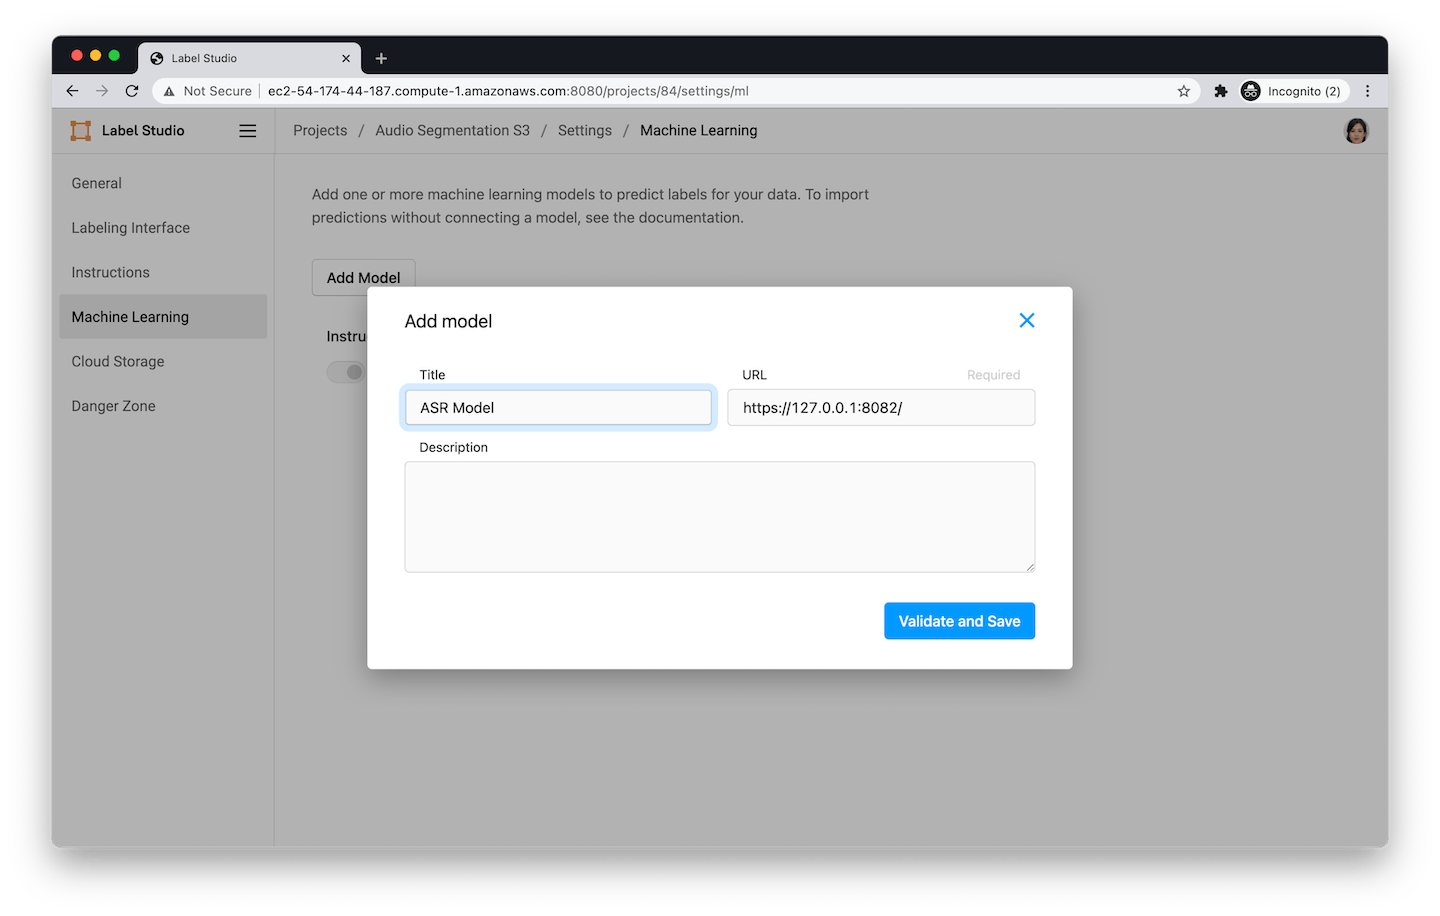 Label Studio
Not Secure ec2-54-174-44-187.compute-1.amazonaws.com:8080/projects/84/settings/ml Incognito (2)
Label Studio
Projects / Audio Segmentation S3 / Settings / Machine Learning
General
Labeling Interface
Instructions
Machine Learning
Cloud Storage
Danger Zone
Add one or more machine learning models to predict labels for your data. To import
predictions without connecting a model, see the documentation.
Add Model
Instru
Add model
Title
URL Required
ASR Model
https://127.0.0.1:8082/
Description
Validate and Save